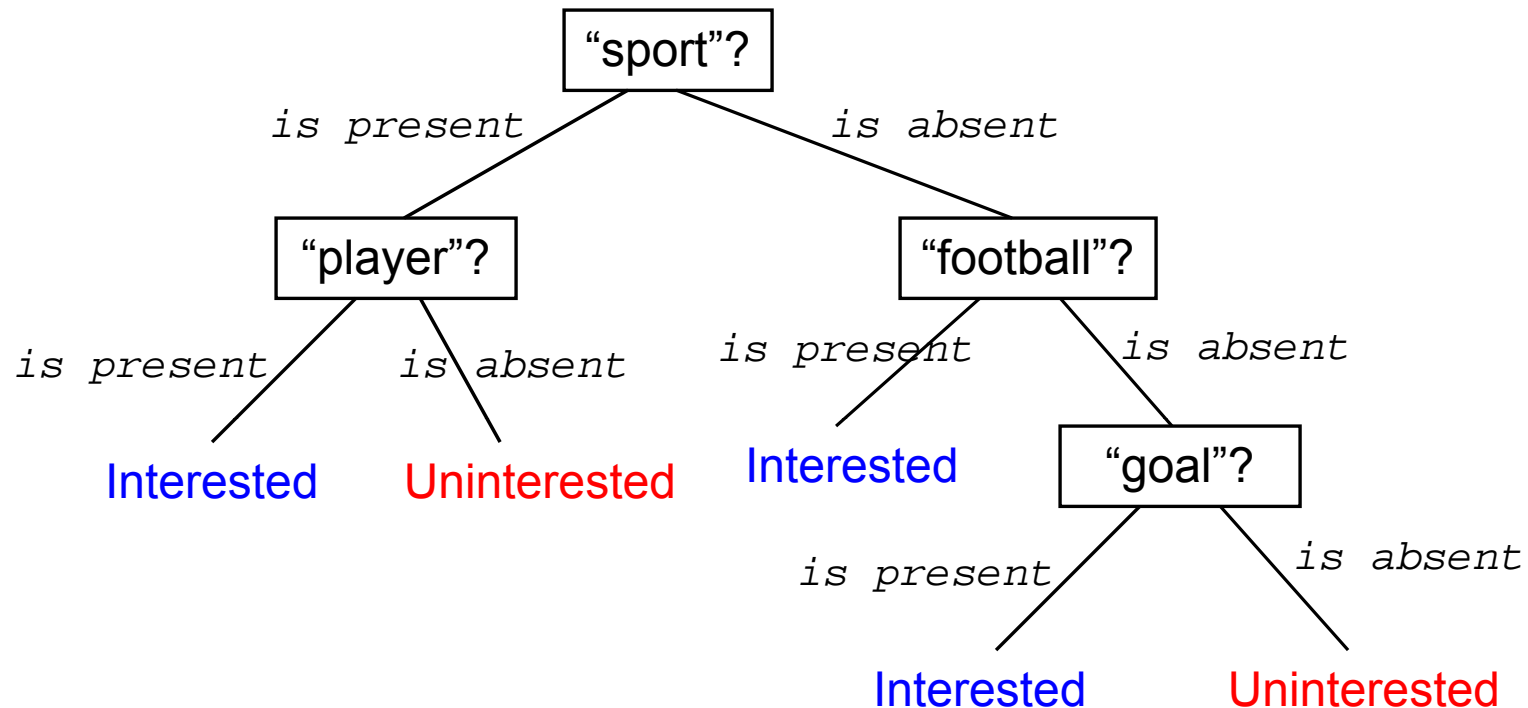 “sport”?
is present
is absent
“player”?
“football”?
is present
is absent
is present
is absent
Interested
Uninterested
Interested
“goal”?
is present
is absent
Interested
Uninterested